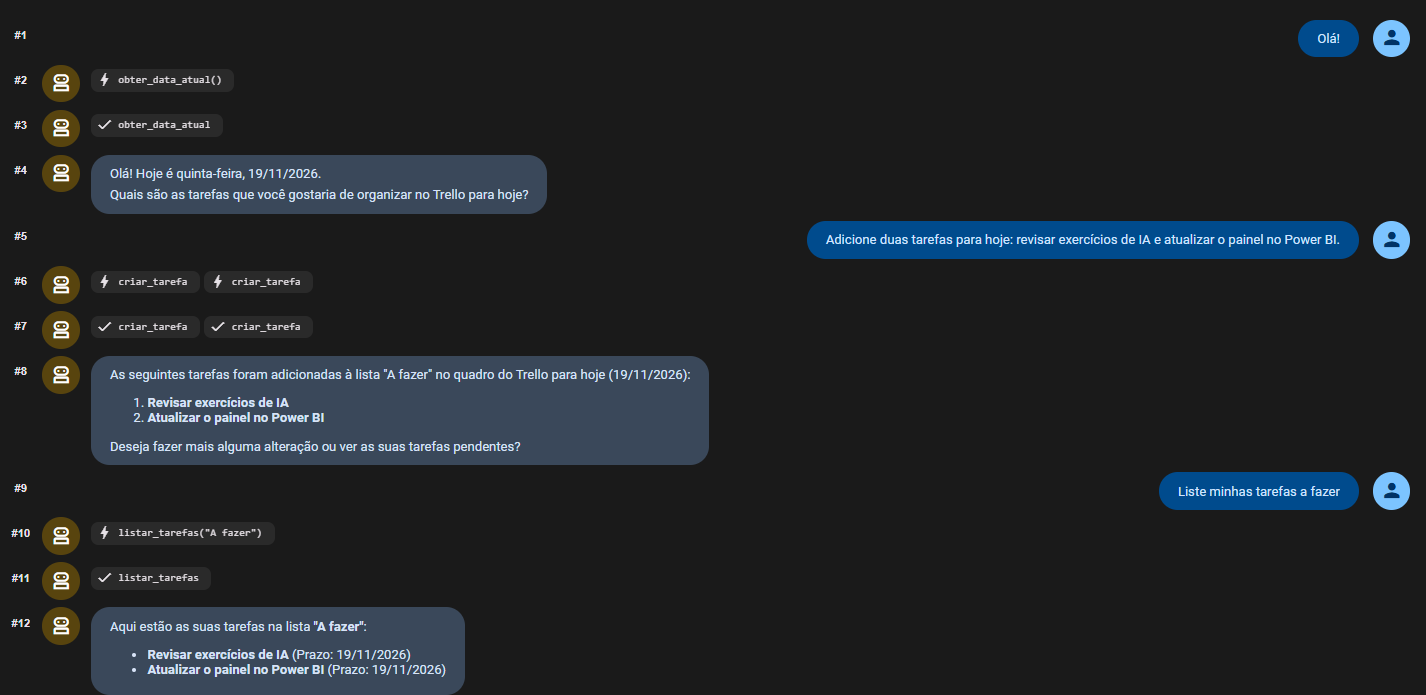 #1
Olá!
#2
obter_data_atual()
#3
obter_data_atual
#4
Olá! Hoje é quinta-feira, 19/11/2026.
Quais são as tarefas que você gostaria de organizar no Trello para hoje?
#5
Adicione duas tarefas para hoje: revisar exercícios de IA e atualizar o painel no Power BI.
#6
criar_tarefa criar_tarefa
#7
criar_tarefa criar_tarefa
#8
As seguintes tarefas foram adicionadas à lista "A fazer" no quadro do Trello para hoje (19/11/2026):
1. Revisar exercícios de IA
2. Atualizar o painel no Power BI
Deseja fazer mais alguma alteração ou ver as suas tarefas pendentes?
#9
Liste minhas tarefas a fazer
#10
listar_tarefas("A fazer")
#11
listar_tarefas
#12
Aqui estão as suas tarefas na lista "A fazer":
• Revisar exercícios de IA (Prazo: 19/11/2026)
• Atualizar o painel no Power BI (Prazo: 19/11/2026)